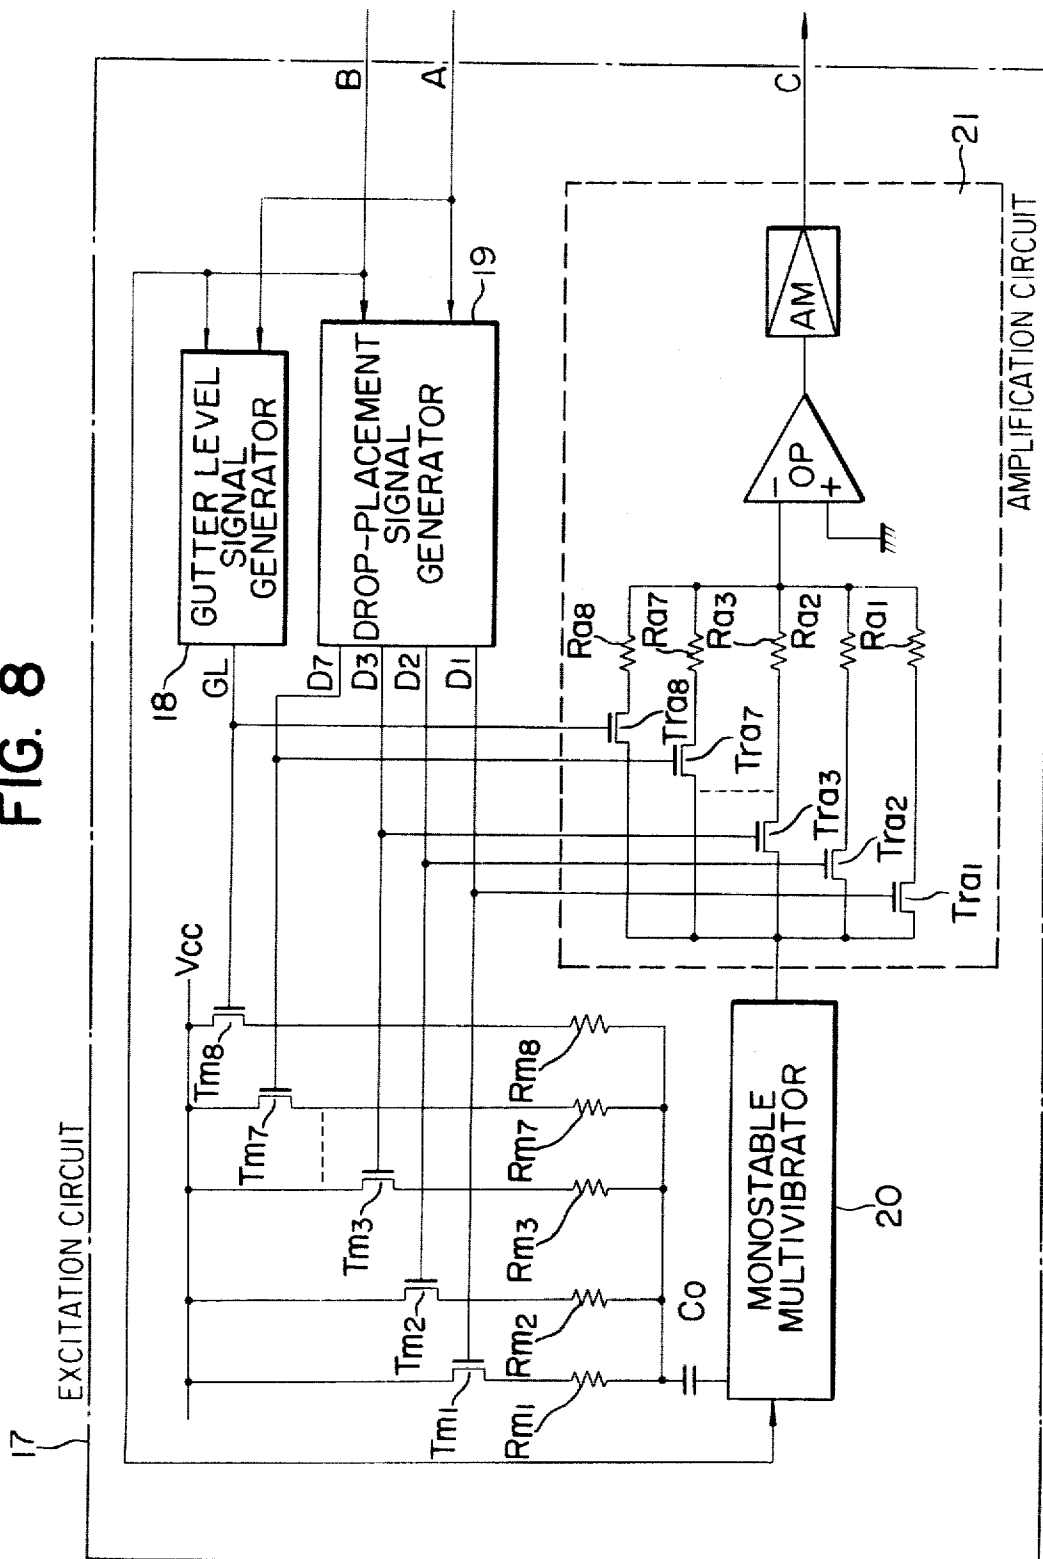 FIG. 8
17
EXCITATION CIRCUIT
Vcc
Tm1
Tm2
Tm3
Tm7
Tm8
Rm1
Rm2
Rm3
Rm7
Rm8
Co
MONOSTABLE
MULTIVIBRATOR
20
18
GUTTER LEVEL
SIGNAL
GENERATOR
GL
DROP-PLACEMENT
SIGNAL
GENERATOR
19
D7
D3
D2
D1
B
A
Tra8
Tra7
Tra3
Tra2
Tra1
Ra8
Ra7
Ra3
Ra2
Ra1
−
OP
+
AM
C
21
AMPLIFICATION CIRCUIT